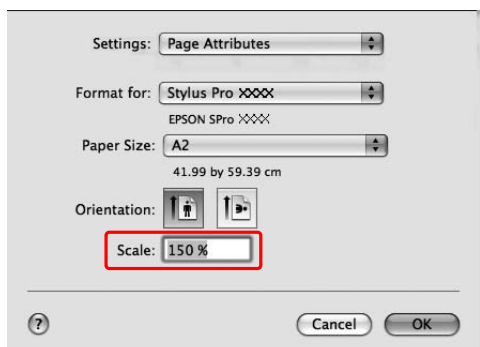 Settings: Page Attributes
Format for: Stylus Pro XXXX
EPSON SPro XXXX
Paper Size: A2
41.99 by 59.39 cm
Orientation:
Scale: 150 %
? Cancel OK